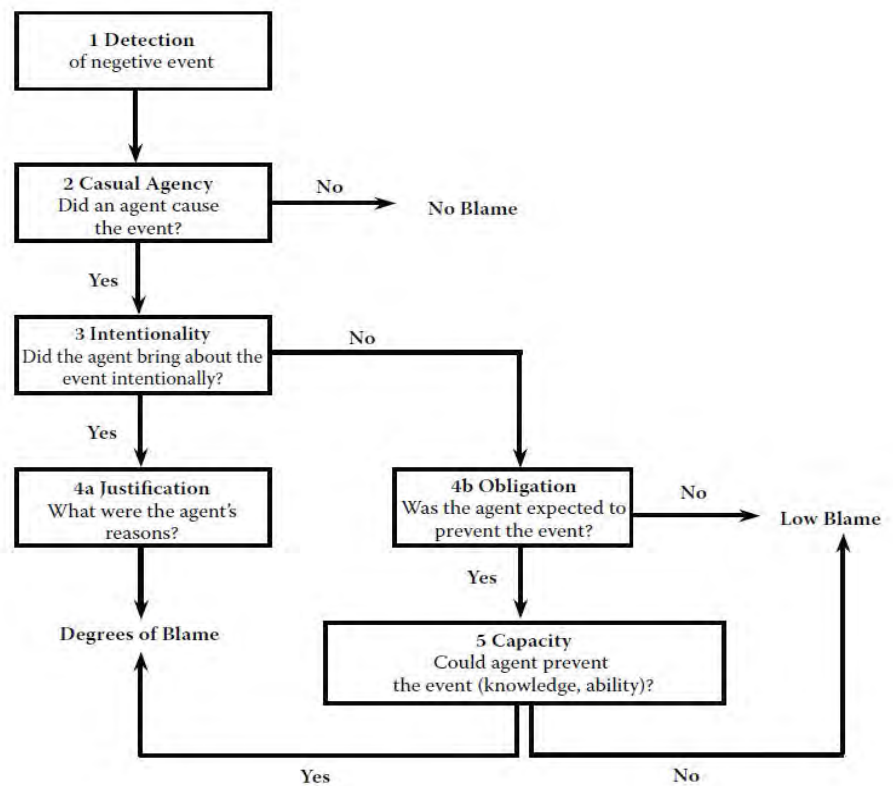 1 Detection
of negetive event
2 Casual Agency
Did an agent cause
the event?
No
No Blame
Yes
3 Intentionality
Did the agent bring about the
event intentionally?
No
Yes
4a Justification
What were the agent's
reasons?
4b Obligation
Was the agent expected to
prevent the event?
No
Low Blame
Yes
Degrees of Blame
5 Capacity
Could agent prevent
the event (knowledge, ability)?
Yes
No